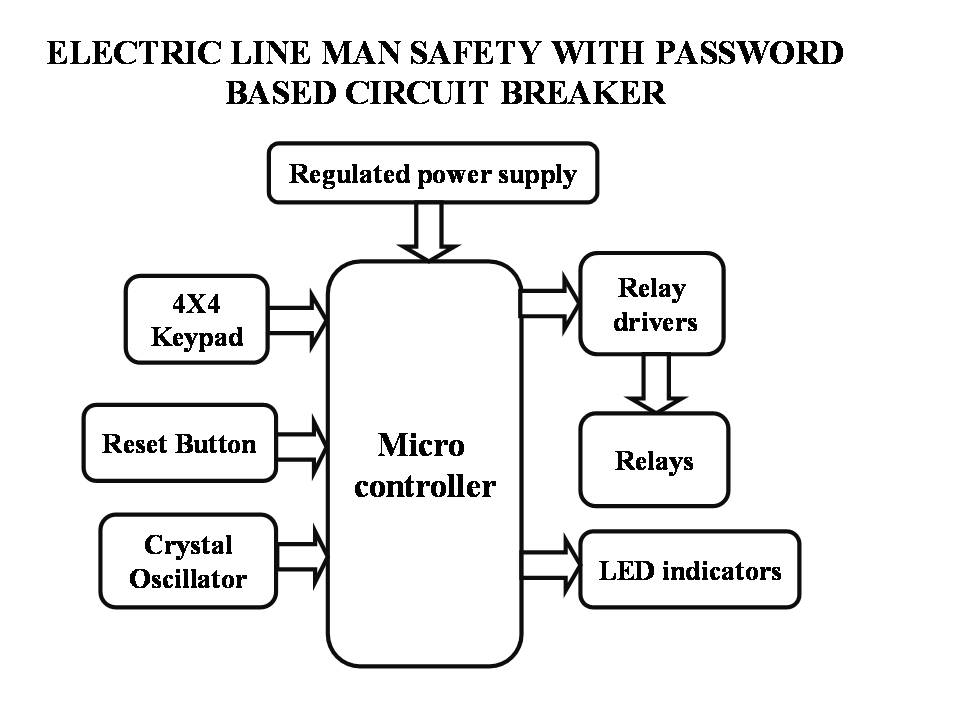 ELECTRIC LINE MAN SAFETY WITH PASSWORD
BASED CIRCUIT BREAKER
Regulated power supply
4X4
Keypad
Reset Button
Crystal
Oscillator
Micro
controller
Relay
drivers
Relays
LED indicators